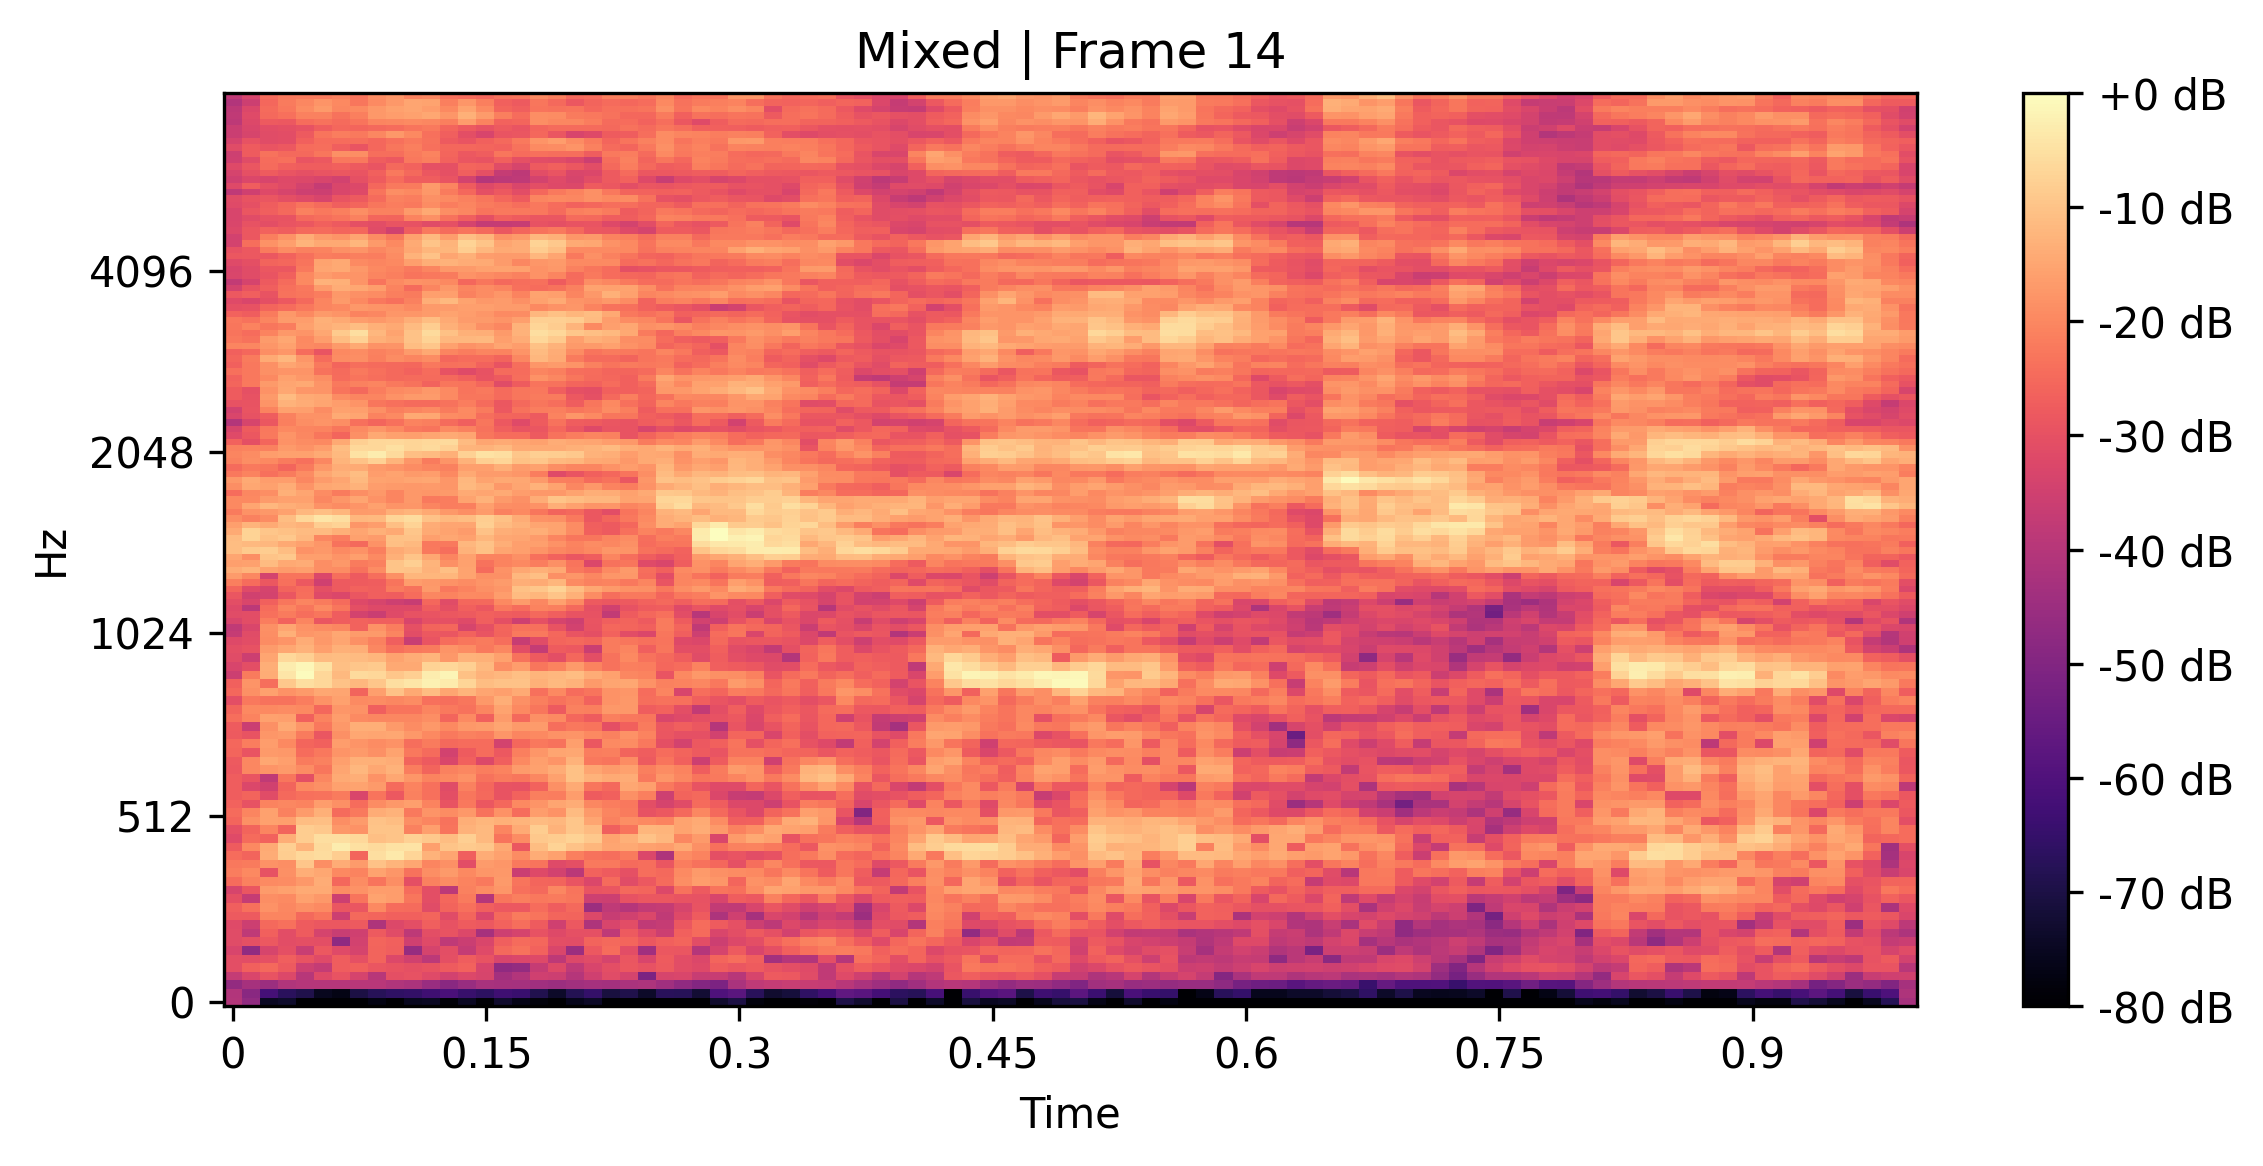 Mixed | Frame 14
Hz
4096
2048
1024
512
0
0 0.15 0.3 0.45 0.6 0.75 0.9
Time
+0 dB
-10 dB
-20 dB
-30 dB
-40 dB
-50 dB
-60 dB
-70 dB
-80 dB